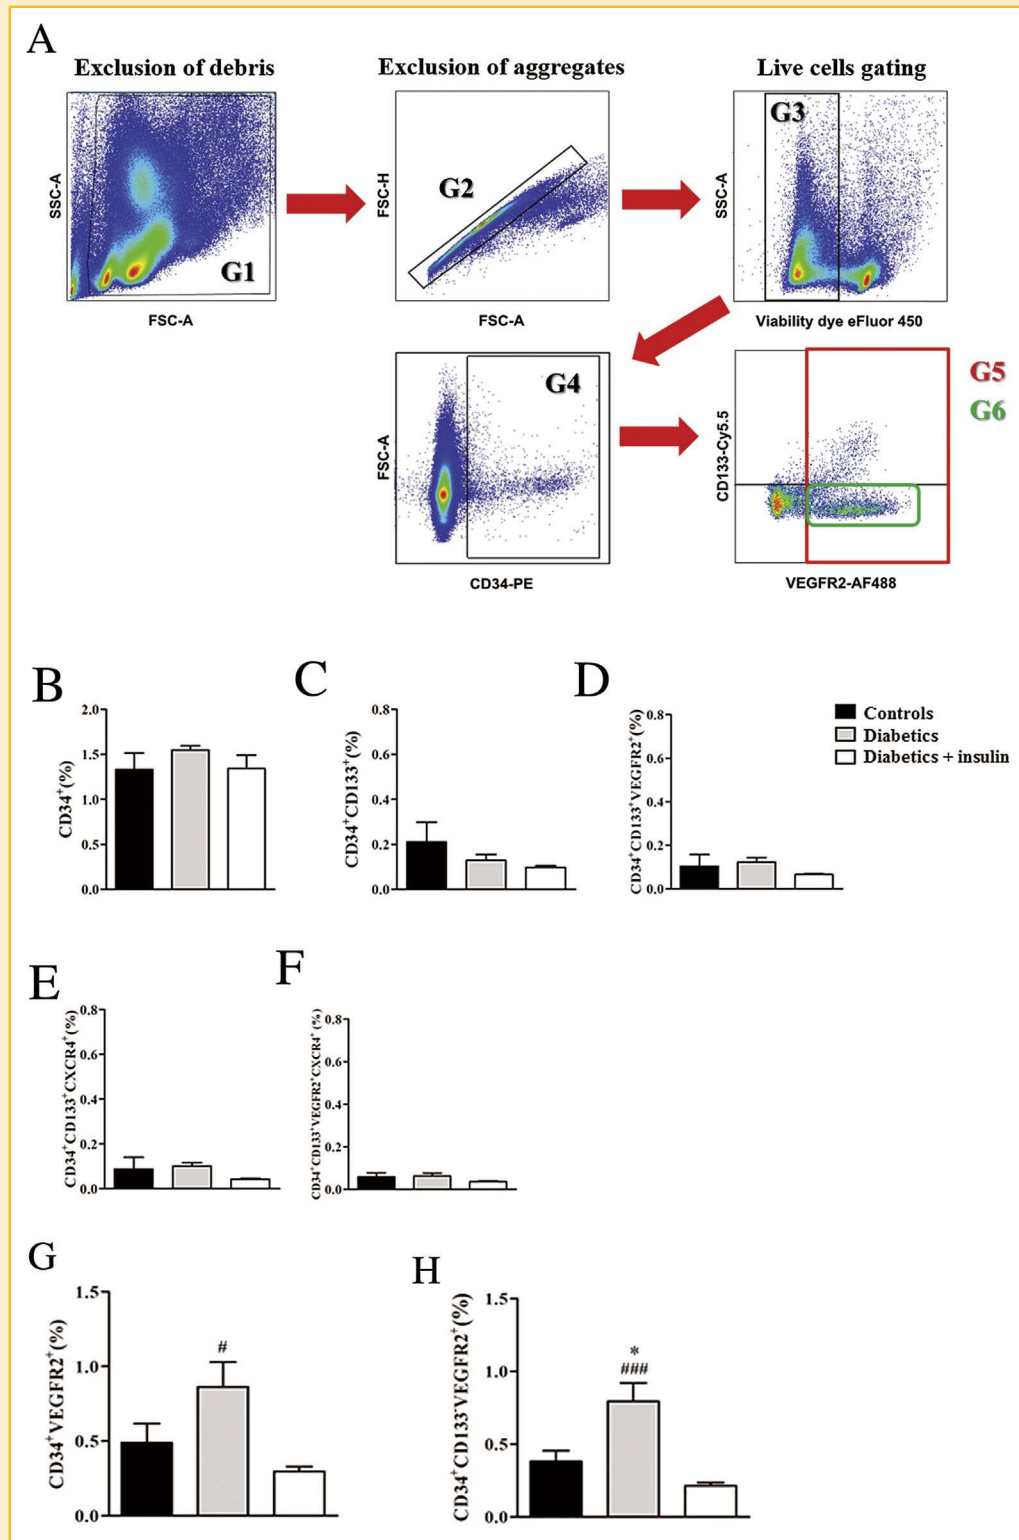 A
Exclusion of debris
Exclusion of aggregates
Live cells gating
SSC-A
G1
FSC-A
FSC-H
G2
FSC-A
SSC-A
G3
Viability dye eFluor 450
FSC-A
G4
CD34-PE
CD133-Cy5.5
VEGFR2-AF488
G5
G6
B
CD34⁺(%)
2.0
1.5
1.0
0.5
0.0
C
CD34⁺CD133⁺(%)
0.8
0.6
0.4
0.2
0.0
D
CD34⁺CD133⁺VEGFR2⁺(%)
0.8
0.6
0.4
0.2
0.0
Controls
Diabetics
Diabetics + insulin
E
CD34⁺CD133⁺CXCR4⁺(%)
0.8
0.6
0.4
0.2
0.0
F
CD34⁺CD133⁺VEGFR2⁺CXCR4⁺(%)
0.8
0.6
0.4
0.2
0.0
G
CD34⁺VEGFR2⁺(%)
1.5
1.0
0.5
0.0
#
H
CD34⁺CD133⁻VEGFR2⁺(%)
1.5
1.0
0.5
0.0
*
###